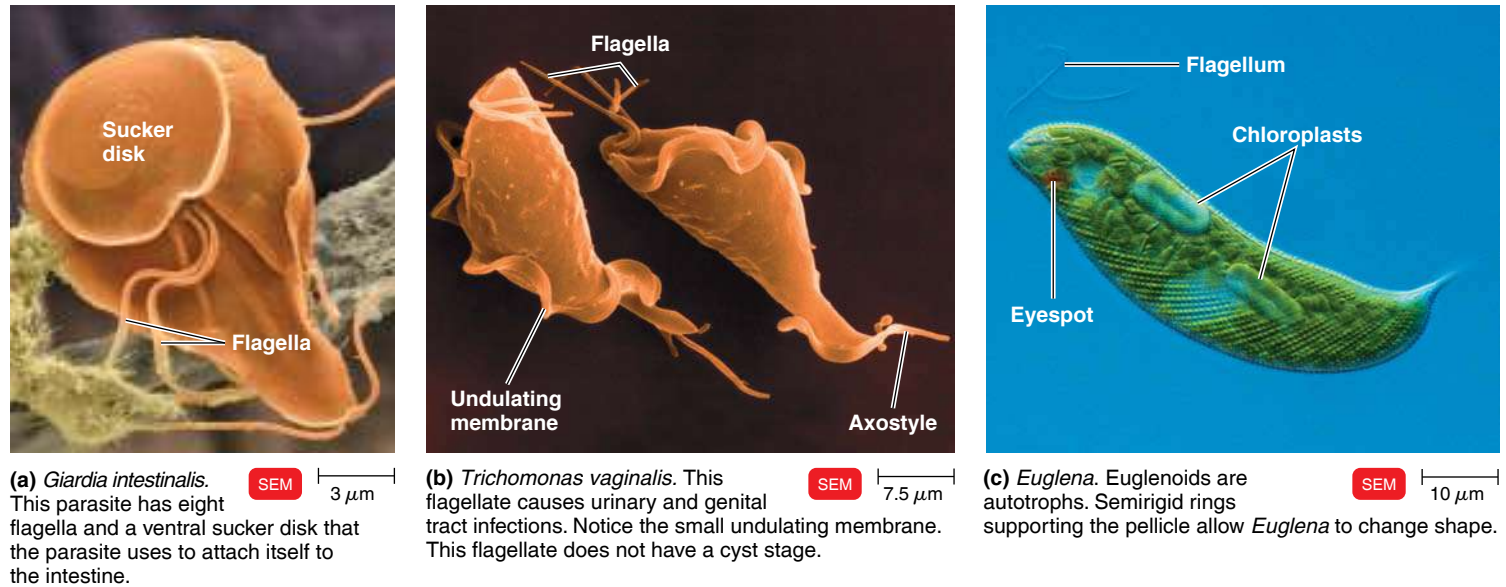 Sucker
disk
Flagella
Flagella
Undulating
membrane
Axostyle
Flagellum
Chloroplasts
Eyespot
(a) Giardia intestinalis.
This parasite has eight
flagella and a ventral sucker disk that
the parasite uses to attach itself to
the intestine.
SEM
3 μm
(b) Trichomonas vaginalis. This
flagellate causes urinary and genital
tract infections. Notice the small undulating membrane.
This flagellate does not have a cyst stage.
SEM
7.5 μm
(c) Euglena. Euglenoids are
autotrophs. Semirigid rings
supporting the pellicle allow Euglena to change shape.
SEM
10 μm